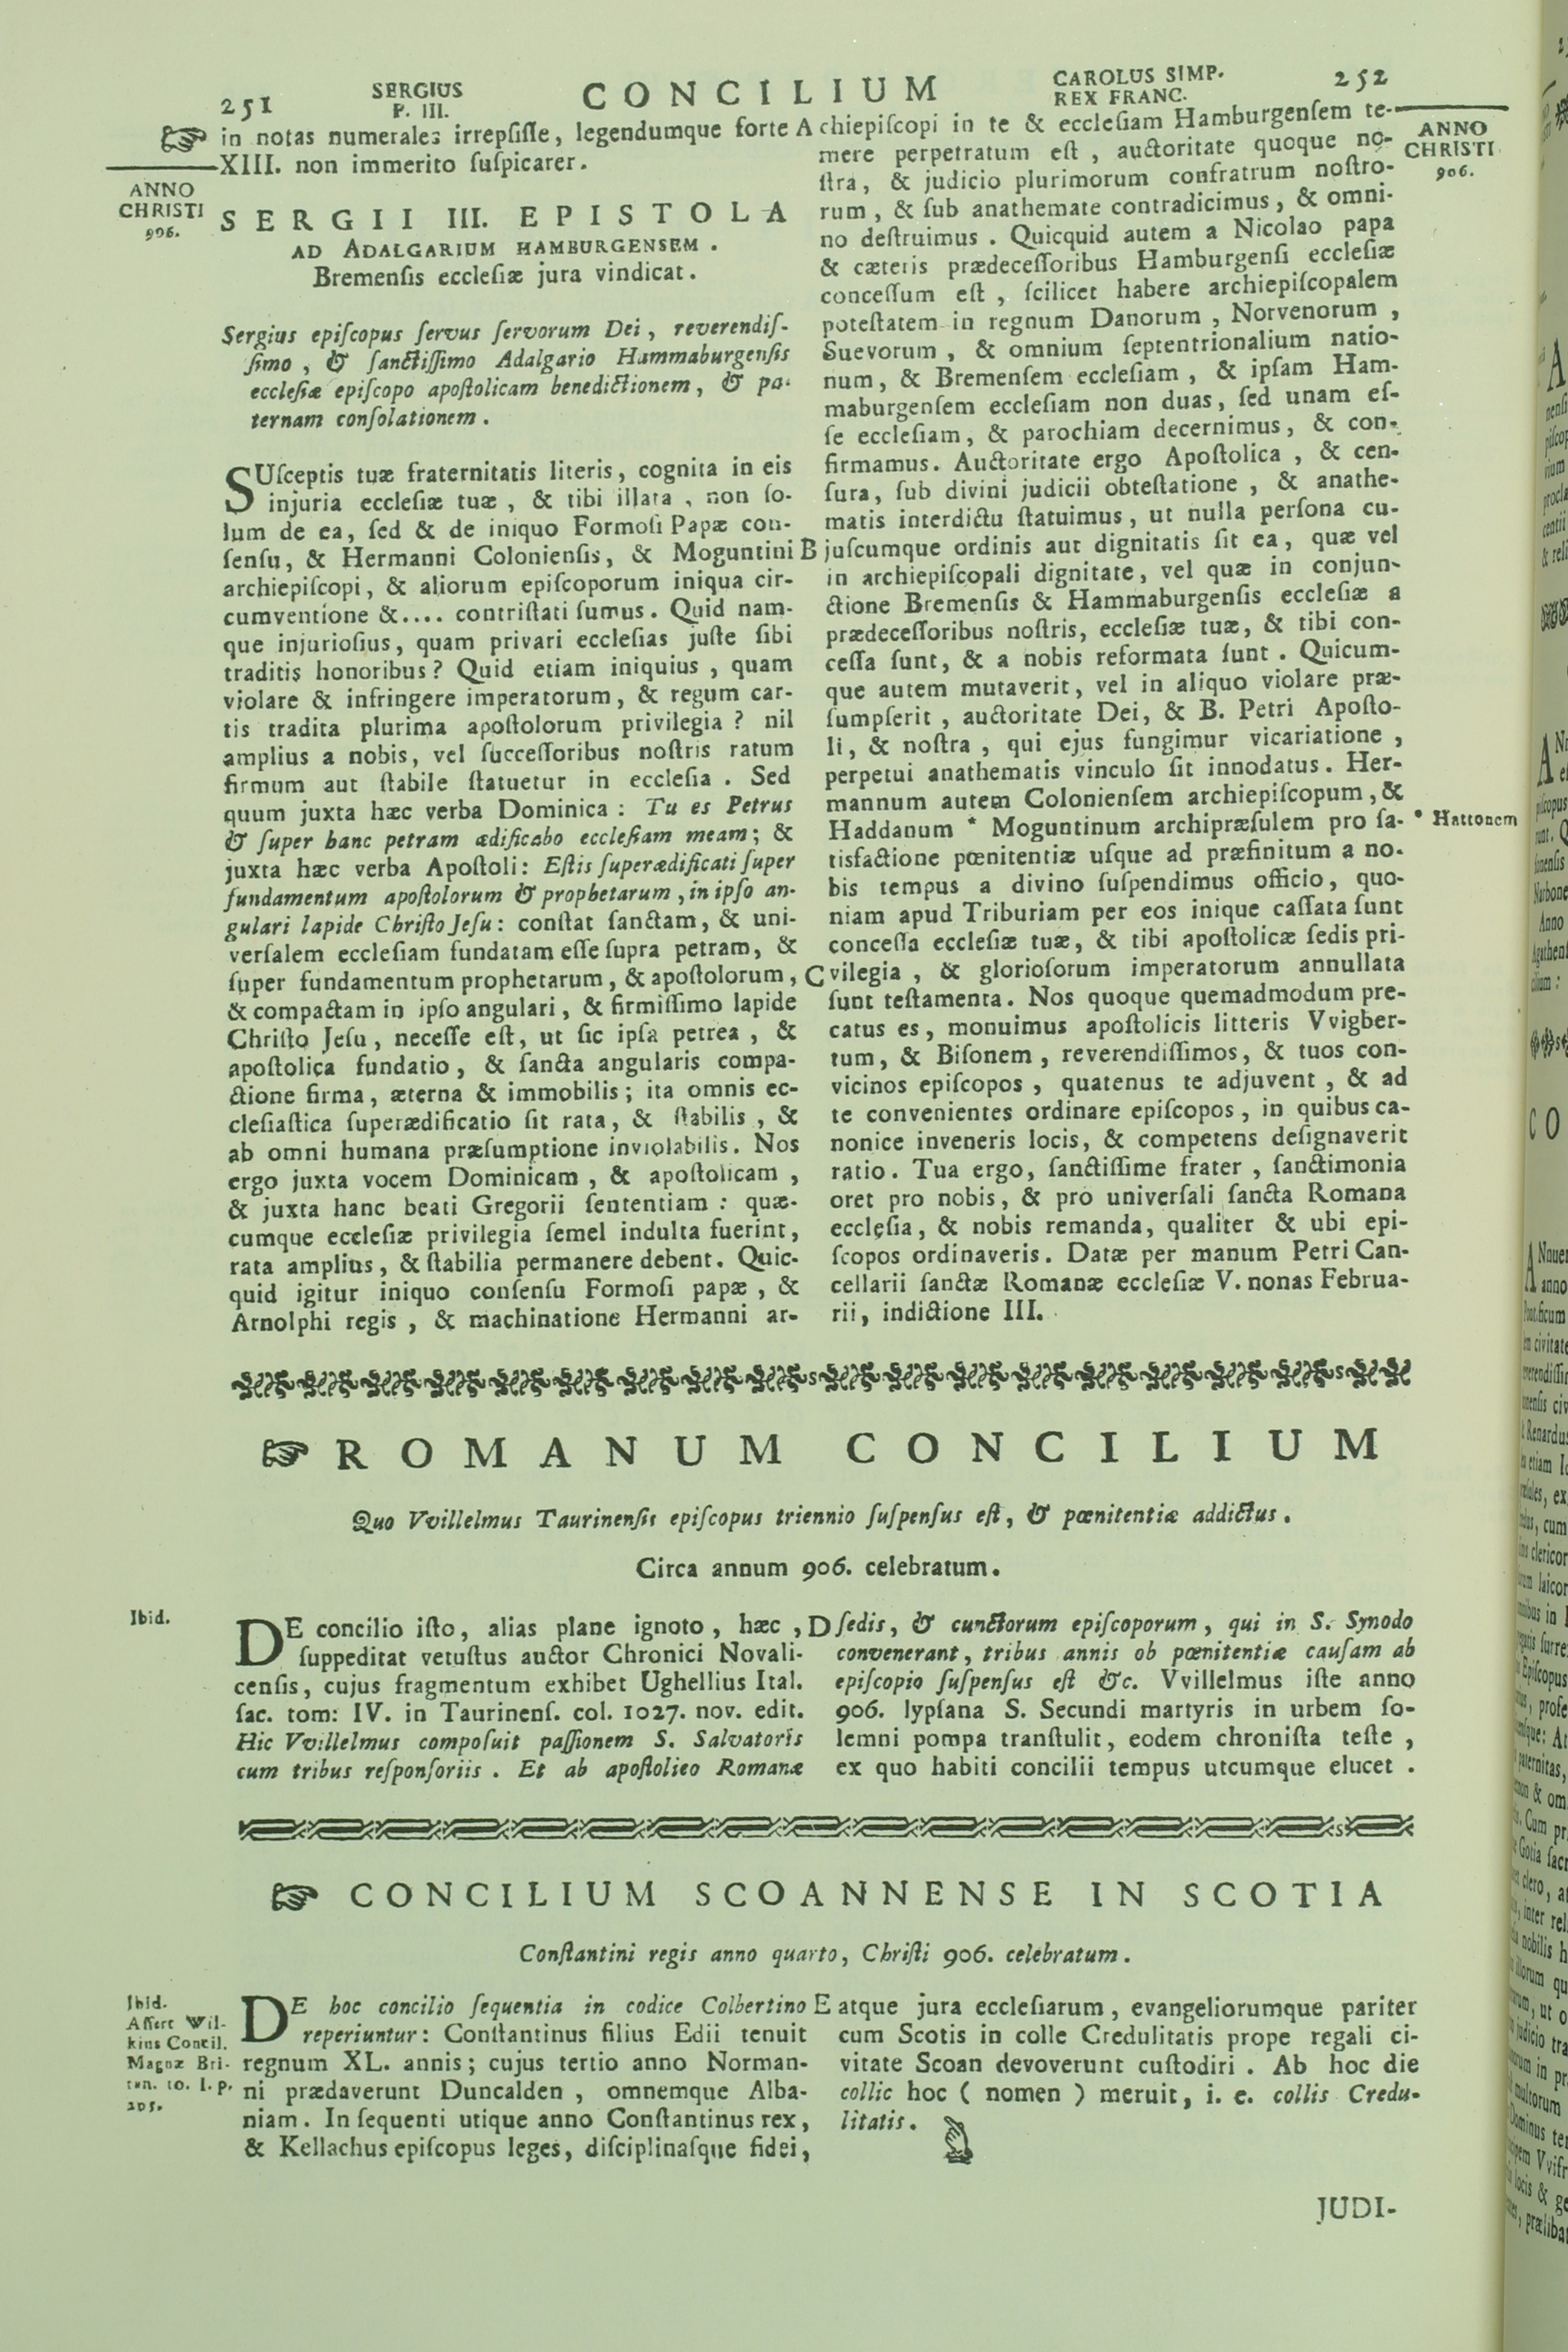 251
SERGIUS
P. III.
CONCILIUM
CAROLUS SIMP.
REX FRANC.
252
in notas numerales irrepſiſſe, legendumque forte
XIII. non immerito ſuſpicarer.
ANNO
CHRISTI
906.
SERGII III. EPISTOLA
AD ADALGARIUM HAMBURGENSEM.
Bremenſis eccleſiæ jura vindicat.
Sergius epiſcopus ſervus ſervorum Dei, reverendiſ-
ſimo, & ſanctiſſimo Adalgario Hammaburgenſis
eccleſiæ epiſcopo apoſtolicam benedictionem, & pa-
ternam conſolationem.
SUſceptis tuæ fraternitatis literis, cognita in eis
injuria eccleſiæ tuæ, & tibi illata, non ſo-
lum de ea, ſed & de iniquo Formoſi Papæ con-
ſenſu, & Hermanni Colonienſis, & Moguntini
archiepiſcopi, & aliorum epiſcoporum iniqua cir-
cumventione &.... contriſtati ſumus. Quid nam-
que injurioſius, quam privari eccleſias juſte ſibi
traditis honoribus? Quid etiam iniquius, quam
violare & infringere imperatorum, & regum car-
tis tradita plurima apoſtolorum privilegia? nil
amplius a nobis, vel ſucceſſoribus noſtris ratum
firmum aut ſtabile ſtatuetur in eccleſia. Sed
quum juxta hæc verba Dominica: Tu es Petrus
& ſuper hanc petram ædificabo eccleſiam meam; &
juxta hæc verba Apoſtoli: Eſtis ſuperædificati ſuper
fundamentum apoſtolorum & prophetarum, in ipſo an-
gulari lapide Chriſto Jeſu: conſtat ſanctam, & uni-
verſalem eccleſiam fundatam eſſe ſupra petram, &
ſuper fundamentum prophetarum, & apoſtolorum,
& compactam in ipſo angulari, & firmiſſimo lapide
Chriſto Jeſu, neceſſe eſt, ut ſic ipſa petrea, &
apoſtolica fundatio, & ſancta angularis compa-
ctione firma, æterna & immobilis; ita omnis ec-
cleſiaſtica ſuperædificatio ſit rata, & ſtabilis, &
ab omni humana præſumptione inviolabilis. Nos
ergo juxta vocem Dominicam, & apoſtolicam,
& juxta hanc beati Gregorii ſententiam: quæ-
cumque eccleſiæ privilegia ſemel indulta fuerint,
rata amplius, & ſtabilia permanere debent. Quic-
quid igitur iniquo conſenſu Formoſi papæ, &
Arnolphi regis, & machinatione Hermanni ar-
A
B
C
chiepiſcopi in te & eccleſiam Hamburgenſem te-
mere perpetratum eſt, auctoritate quoque no-
ſtra, & judicio plurimorum confratrum noſtro-
rum, & ſub anathemate contradicimus, & omni-
no deſtruimus. Quicquid autem a Nicolao papa
& cæteris prædeceſſoribus Hamburgenſi eccleſiæ
conceſſum eſt, ſcilicet habere archiepiſcopalem
poteſtatem in regnum Danorum, Norvenorum,
Suevorum, & omnium ſeptentrionalium natio-
num, & Bremenſem eccleſiam, & ipſam Ham-
maburgenſem eccleſiam non duas, ſed unam eſ-
ſe eccleſiam, & parochiam decernimus, & con-
firmamus. Auctoritate ergo Apoſtolica, & cen-
ſura, ſub divini judicii obteſtatione, & anathe-
matis interdictu ſtatuimus, ut nulla perſona cu-
juſcumque ordinis aut dignitatis ſit ea, quæ vel
in archiepiſcopali dignitate, vel quæ in conjun-
ctione Bremenſis & Hammaburgenſis eccleſiæ a
prædeceſſoribus noſtris, eccleſiæ tuæ, & tibi con-
ceſſa ſunt, & a nobis reformata ſunt. Quicum-
que autem mutaverit, vel in aliquo violare præ-
ſumpſerit, auctoritate Dei, & B. Petri Apoſto-
li, & noſtra, qui ejus fungimur vicariatione,
perpetui anathematis vinculo ſit innodatus. Her-
mannum autem Colonienſem archiepiſcopum, &
Haddanum * Moguntinum archipræſulem pro ſa-
tisfactione pœnitentiæ uſque ad præfinitum a no-
bis tempus a divino ſuſpendimus officio, quo-
niam apud Triburiam per eos inique caſſata ſunt
conceſſa eccleſiæ tuæ, & tibi apoſtolicæ ſedis pri-
vilegia, & glorioſorum imperatorum annullata
ſunt teſtamenta. Nos quoque quemadmodum pre-
catus es, monuimus apoſtolicis litteris Vvigber-
tum, & Biſonem, reverendiſſimos, & tuos con-
vicinos epiſcopos, quatenus te adjuvent, & ad
te convenientes ordinare epiſcopos, in quibus ca-
nonice inveneris locis, & competens deſignaverit
ratio. Tua ergo, ſanctiſſime frater, ſanctimonia
oret pro nobis, & pro univerſali ſancta Romana
eccleſia, & nobis remanda, qualiter & ubi epi-
ſcopos ordinaveris. Datæ per manum Petri Can-
cellarii ſanctæ Romanæ eccleſiæ V. nonas Februa-
rii, indictione III.
ANNO
CHRISTI
906.
* Hattonem
ROMANUM CONCILIUM
Quo Vvillelmus Taurinenſis epiſcopus triennio ſuſpenſus eſt, & pœnitentiæ addictus.
Circa annum 906. celebratum.
Ibid.
DE concilio iſto, alias plane ignoto, hæc,
ſuppeditat vetuſtus auctor Chronici Novali-
cenſis, cujus fragmentum exhibet Ughellius Ital.
ſac. tom: IV. in Taurinenſ. col. 1027. nov. edit.
Hic Vvillelmus compoſuit paſſionem S. Salvatoris
cum tribus reſponſoriis. Et ab apoſtolico Romanæ
D
ſedis, & cunctorum epiſcoporum, qui in S. Synodo
convenerant, tribus annis ob pœnitentiæ cauſam ab
epiſcopio ſuſpenſus eſt &c. Vvillelmus iſte anno
906. lypſana S. Secundi martyris in urbem ſo-
lemni pompa tranſtulit, eodem chroniſta teſte,
ex quo habiti concilii tempus utcumque elucet.
CONCILIUM SCOANNENSE IN SCOTIA
Conſtantini regis anno quarto, Chriſti 906. celebratum.
Ibid.
Affert Wil-
kius Concil.
Magnæ Bri-
tan. to. I. p.
205.
DE hoc concilio ſequentia in codice Colbertino
reperiuntur: Conſtantinus filius Edii tenuit
regnum XL. annis; cujus tertio anno Norman-
ni prædaverunt Duncalden, omnemque Alba-
niam. In ſequenti utique anno Conſtantinus rex,
& Kellachus epiſcopus leges, diſciplinaſque fidei,
E
atque jura eccleſiarum, evangeliorumque pariter
cum Scotis in colle Credulitatis prope regali ci-
vitate Scoan devoverunt cuſtodiri. Ab hoc die
collic hoc ( nomen ) meruit, i. e. collis Credu-
litatis.
JUDI-